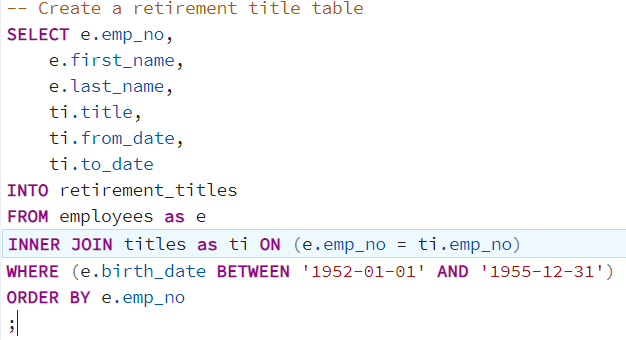 -- Create a retirement title table
SELECT e.emp_no,
    e.first_name,
    e.last_name,
    ti.title,
    ti.from_date,
    ti.to_date
INTO retirement_titles
FROM employees as e
INNER JOIN titles as ti ON (e.emp_no = ti.emp_no)
WHERE (e.birth_date BETWEEN '1952-01-01' AND '1955-12-31')
ORDER BY e.emp_no
;